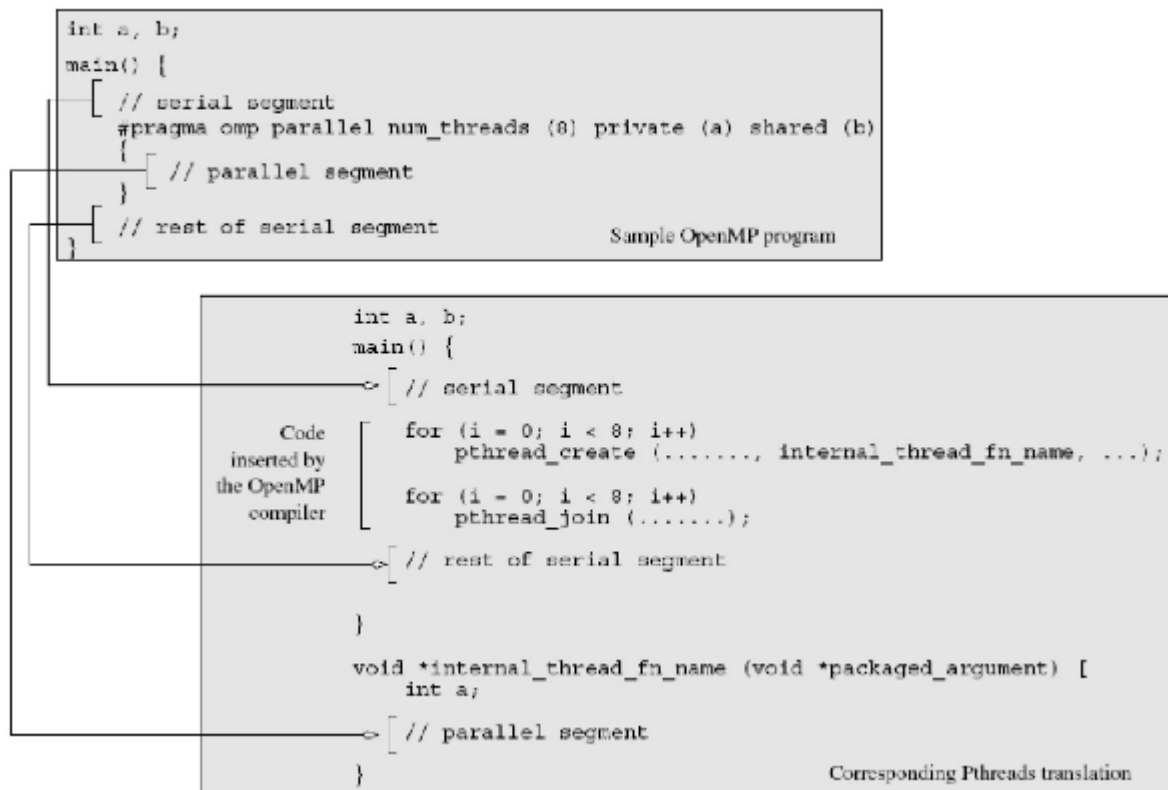 int a, b;
main() {
// serial segment
#pragma omp parallel num_threads (8) private (a) shared (b)
{
// parallel segment
}
// rest of serial segment
Sample OpenMP program
}
int a, b;
main() {
// serial segment
Code
inserted by
the OpenMP
compiler
for (i = 0; i < 8; i++)
pthread_create (......., internal_thread_fn_name, ...);
for (i = 0; i < 8; i++)
pthread_join (.......);
// rest of serial segment
}
void *internal_thread_fn_name (void *packaged_argument) [
int a;
// parallel segment
}
Corresponding Pthreads translation